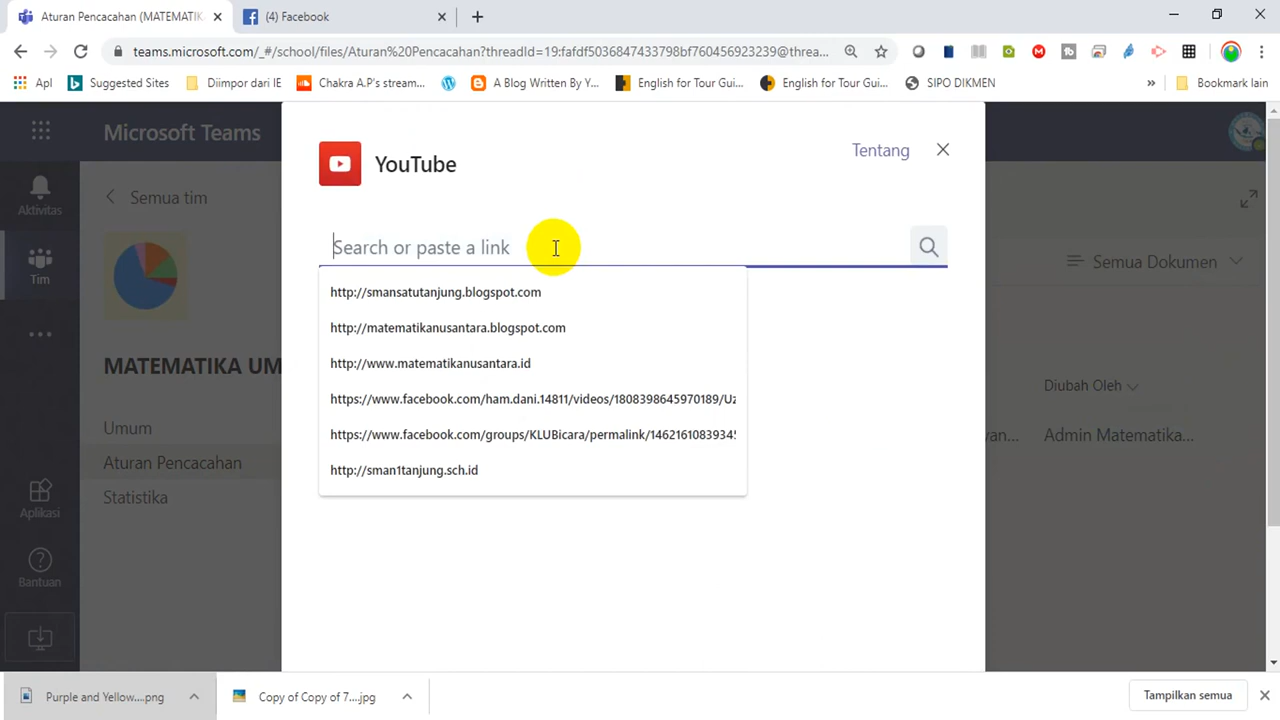 Aturan Pencacahan (MATEMATIK
(4) Facebook
teams.microsoft.com/_#/school/files/Aturan%20Pencacahan?threadId=19:fafdf5036847433798bf760456923239@threa...
Apl
Suggested Sites
Diimpor dari IE
Chakra A.P's stream...
A Blog Written By Y...
English for Tour Gui...
English for Tour Gui...
SIPO DIKMEN
»
Bookmark lain
Microsoft Teams
YouTube
Tentang
Aktivitas
Semua tim
Search or paste a link
Tim
Semua Dokumen
http://smansatutanjung.blogspot.com
http://matematikanusantara.blogspot.com
http://www.matematikanusantara.id
MATEMATIKA UM
Diubah Oleh
https://www.facebook.com/ham.dani.14811/videos/1808398645970189/Uz
Umum
https://www.facebook.com/groups/KLUBicara/permalink/14621610839345
van...
Admin Matematika...
Aturan Pencacahan
http://sman1tanjung.sch.id
Statistika
Aplikasi
Bantuan
Purple and Yellow....png
Copy of Copy of 7....jpg
Tampilkan semua